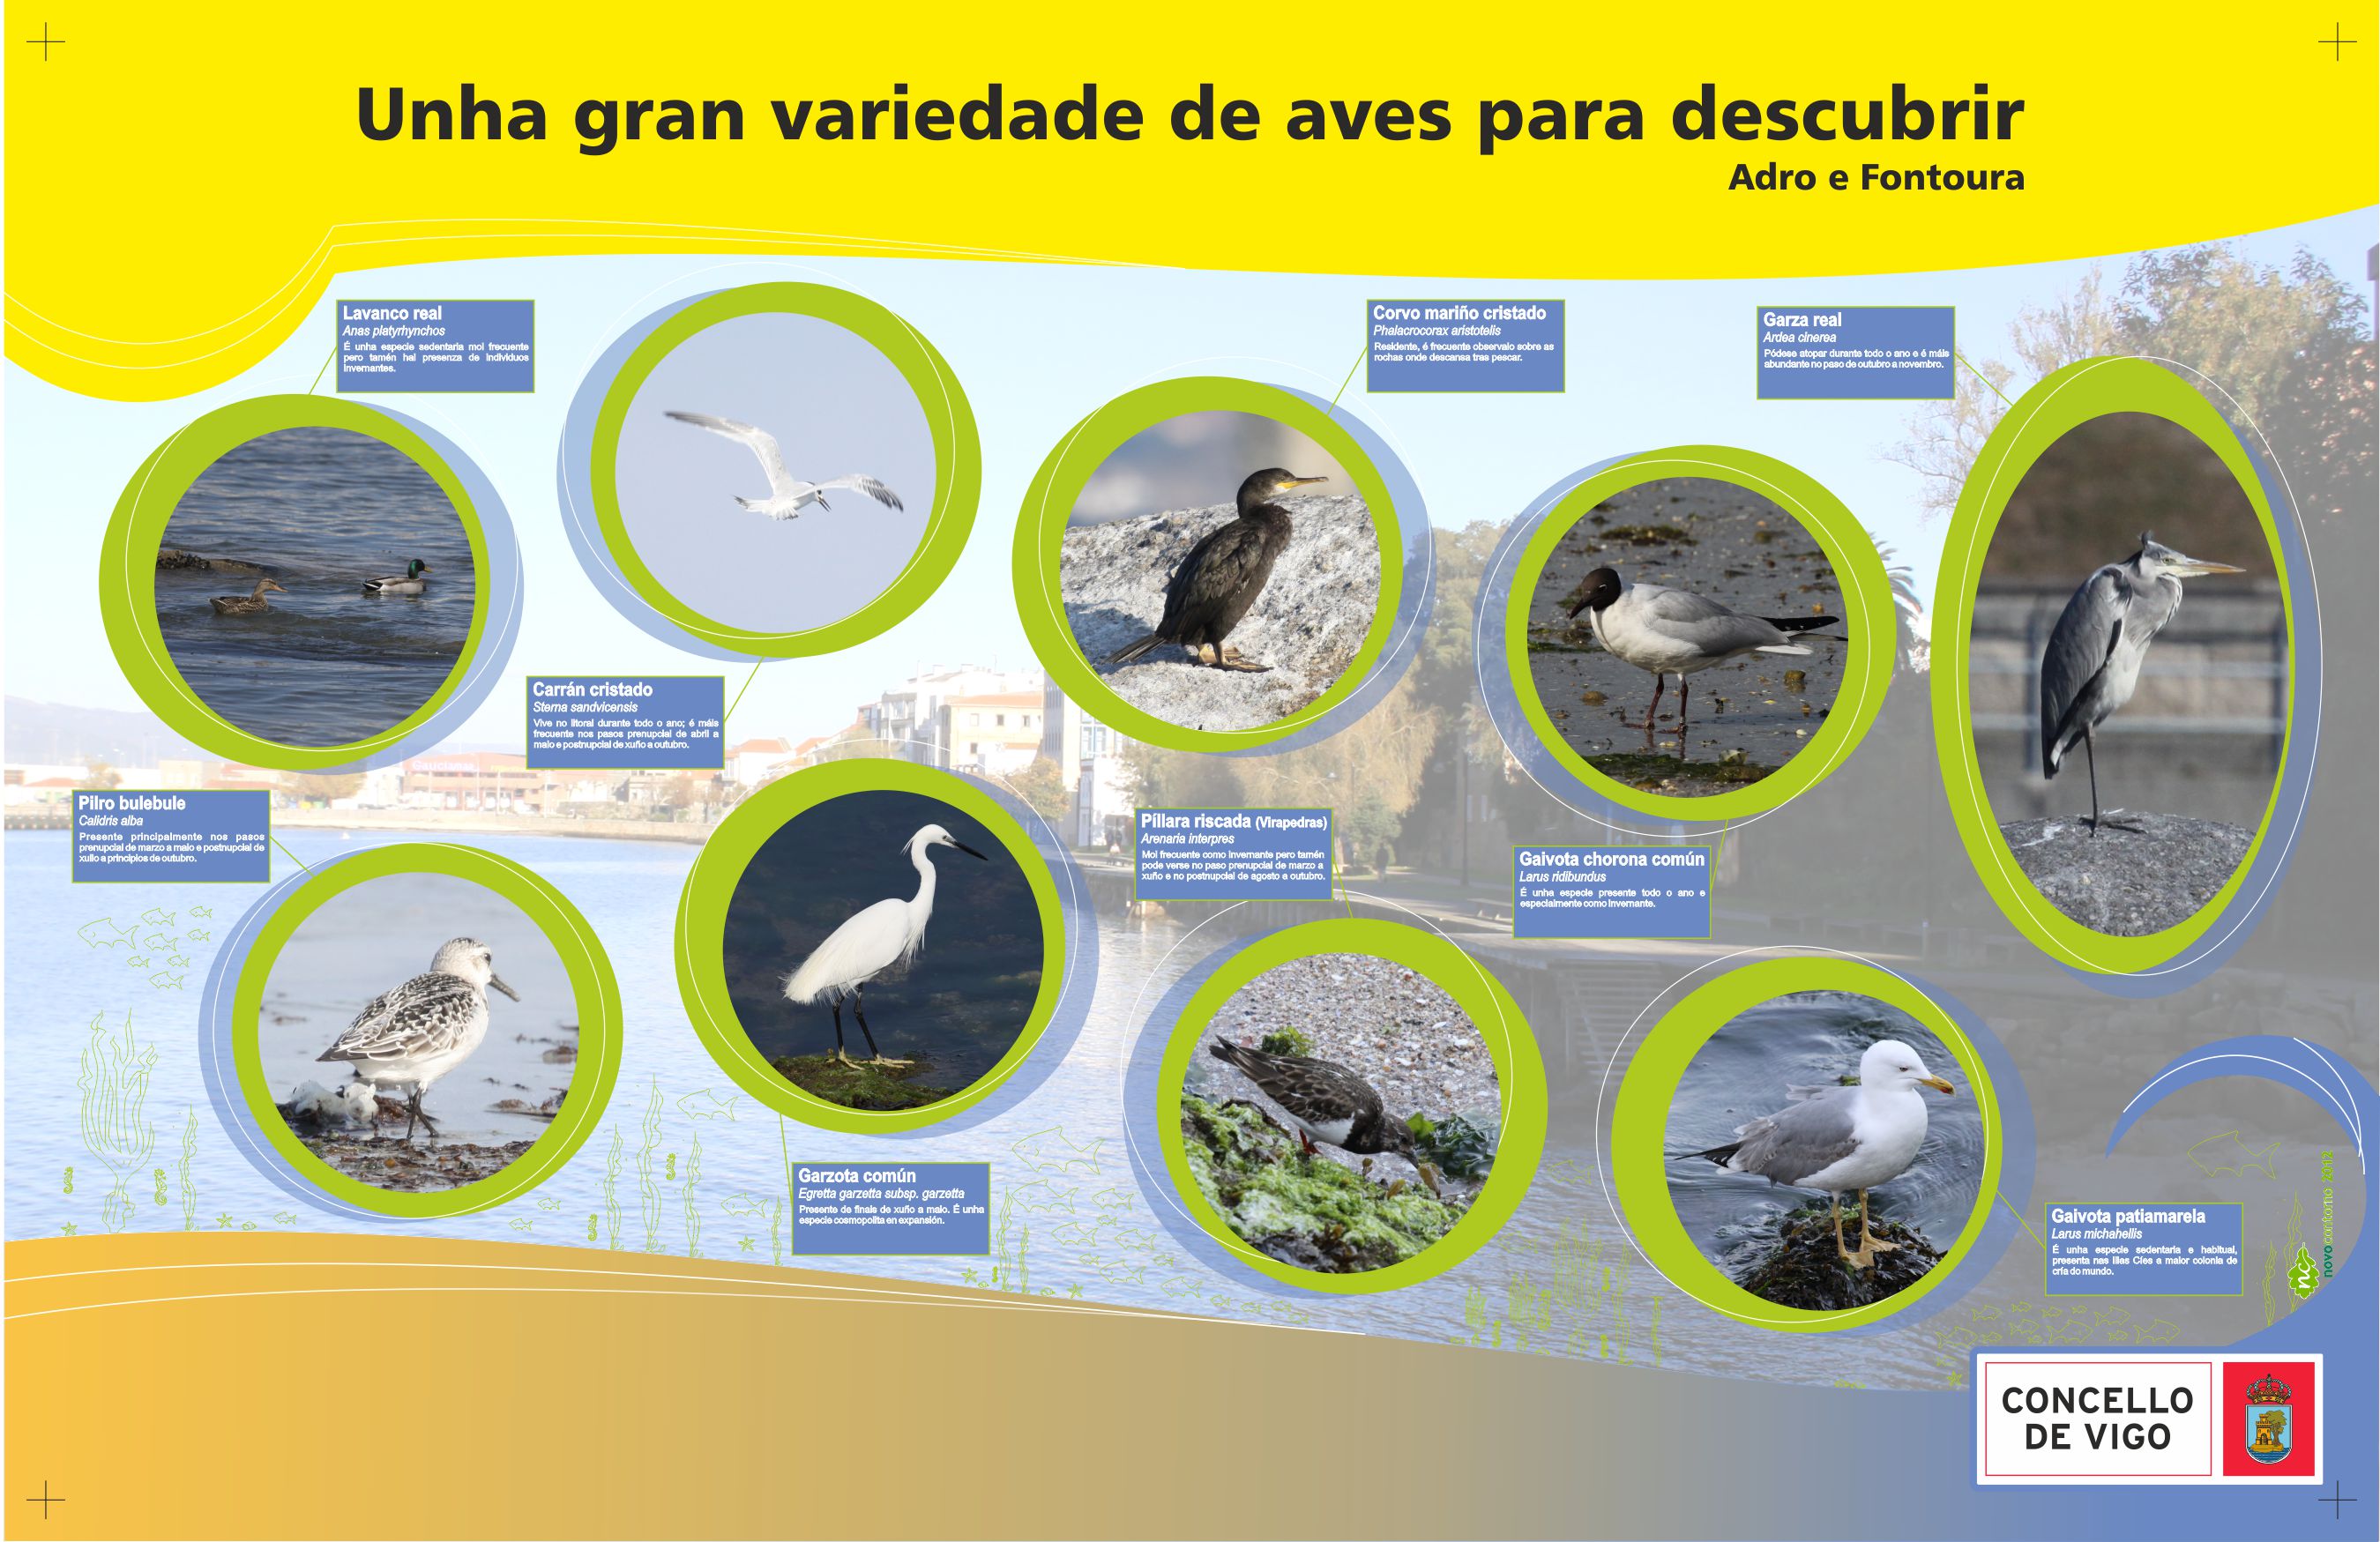 Unha gran variedade de aves para descubrir
Adro e Fontoura
Lavanco real
Anas platyrhynchos
É unha especie sedentaria moi frecuente
pero tamén hai presenza de individuos
invernantes.
Carrán cristado
Sterna sandvicensis
Vive no litoral durante todo o ano; é máis
frecuente nos pasos prenupcial de abril a
maio e postnupcial de xuño a outubro.
Corvo mariño cristado
Phalacrocorax aristotelis
Residente, é frecuente observalo sobre as
rochas onde descansa tras pescar.
Garza real
Ardea cinerea
Pódese atopar durante todo o ano e é máis
abundante no paso de outubro a novembro.
Pilro bulebule
Calidris alba
Presente principalmente nos pasos
prenupcial de marzo a maio e postnupcial de
xullo a principios de outubro.
Garzota común
Egretta garzetta subsp. garzetta
Presente de finais de xuño a maio. É unha
especie cosmopolita en expansión.
Píllara riscada (Virapedras)
Arenaria interpres
Moi frecuente como invernante pero tamén
pode verse no paso prenupcial de marzo a
xuño e no postnupcial de agosto a outubro.
Gaivota chorona común
Larus ridibundus
É unha especie presente todo o ano e
especialmente como invernante.
Gaivota patiamarela
Larus michahellis
É unha especie sedentaria e habitual,
presenta nas Illas Cíes a maior colonia de
cría do mundo.
nc
novocontorno 2012
CONCELLO
DE VIGO